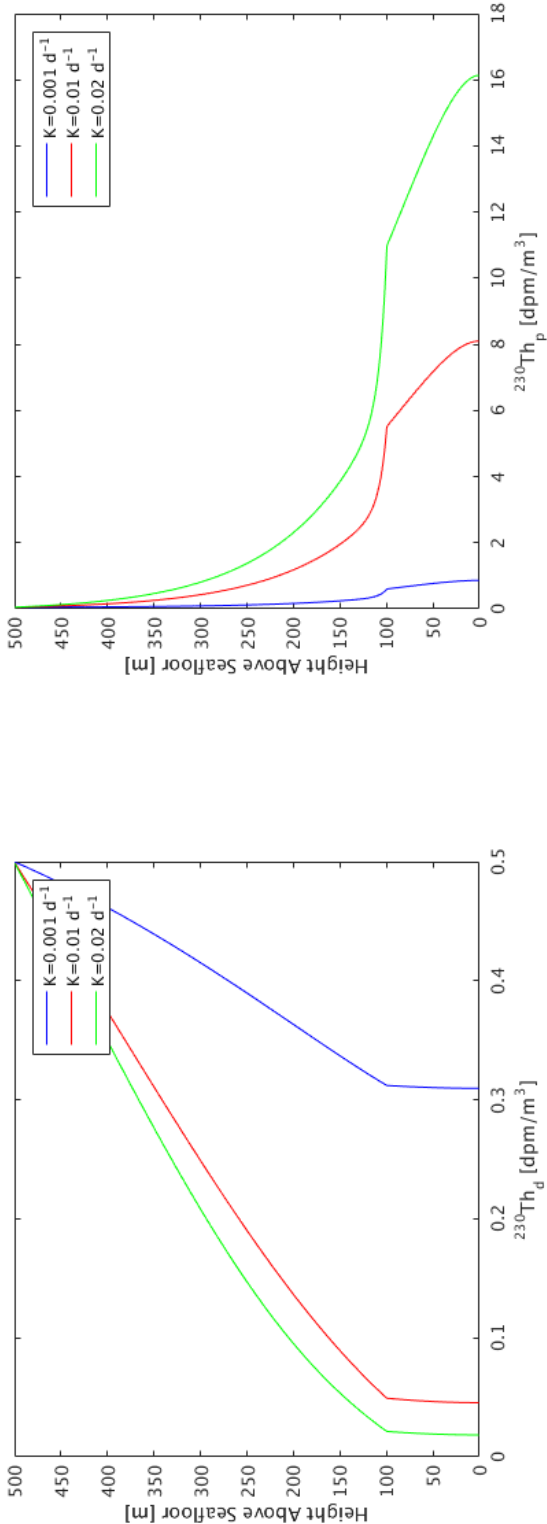 500
450
400
350
300
250
200
150
100
50
0
Height Above Seafloor [m]
K=0.001 d⁻¹
K=0.01 d⁻¹
K=0.02 d⁻¹
0 0.1 0.2 0.3 0.4 0.5
²³⁰Th_d [dpm/m³]
500
450
400
350
300
250
200
150
100
50
0
Height Above Seafloor [m]
K=0.001 d⁻¹
K=0.01 d⁻¹
K=0.02 d⁻¹
0 2 4 6 8 10 12 14 16 18
²³⁰Th_p [dpm/m³]